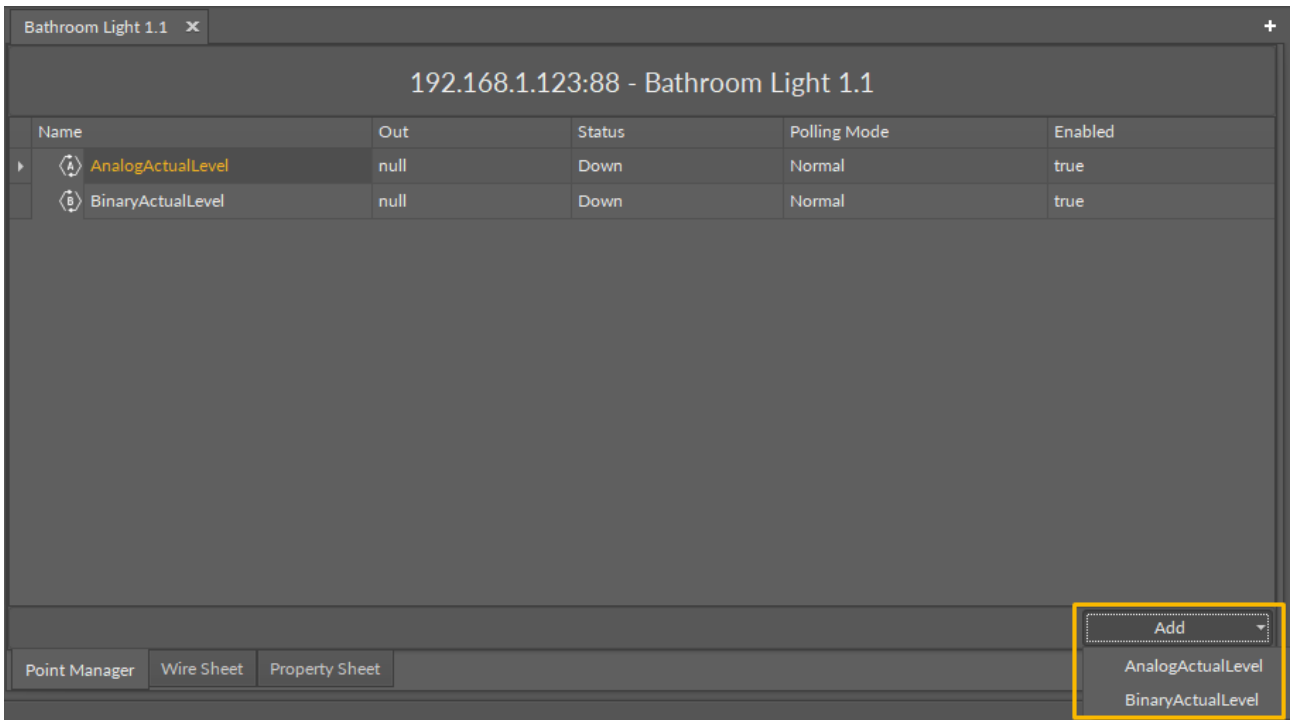 Bathroom Light 1.1 ×
+
192.168.1.123:88 - Bathroom Light 1.1
Name Out Status Polling Mode Enabled
A AnalogActualLevel null Down Normal true
B BinaryActualLevel null Down Normal true
Add
Point Manager Wire Sheet Property Sheet
AnalogActualLevel
BinaryActualLevel